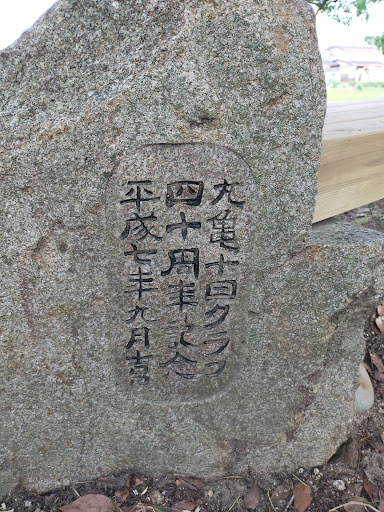 丸亀十日クラブ
四十周年記念
平成七年九月吉日